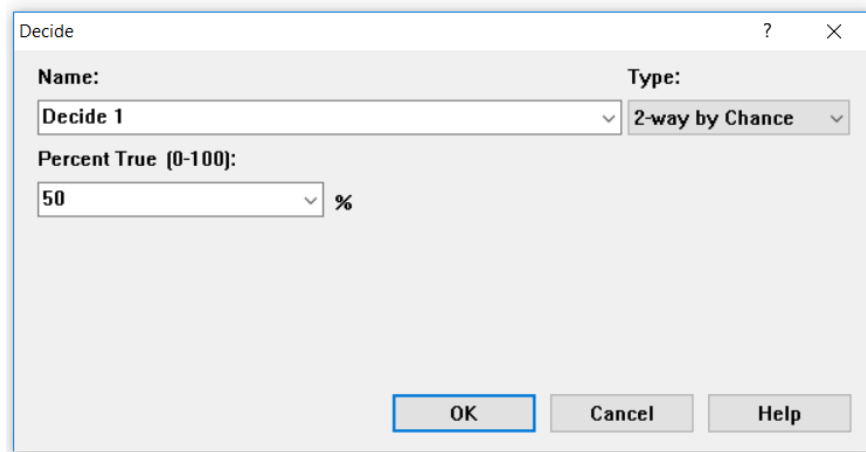 Decide ?
Name: Type:
Decide 1 2-way by Chance
Percent True (0-100):
50 %
OK Cancel Help